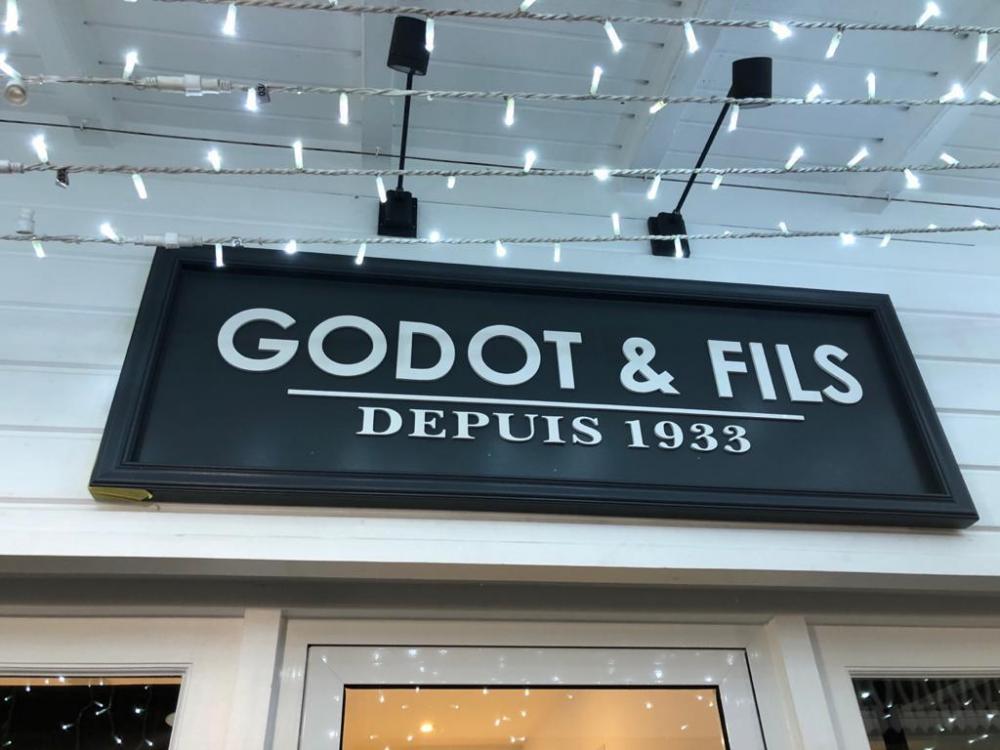 GODOT & FILS
DEPUIS 1933